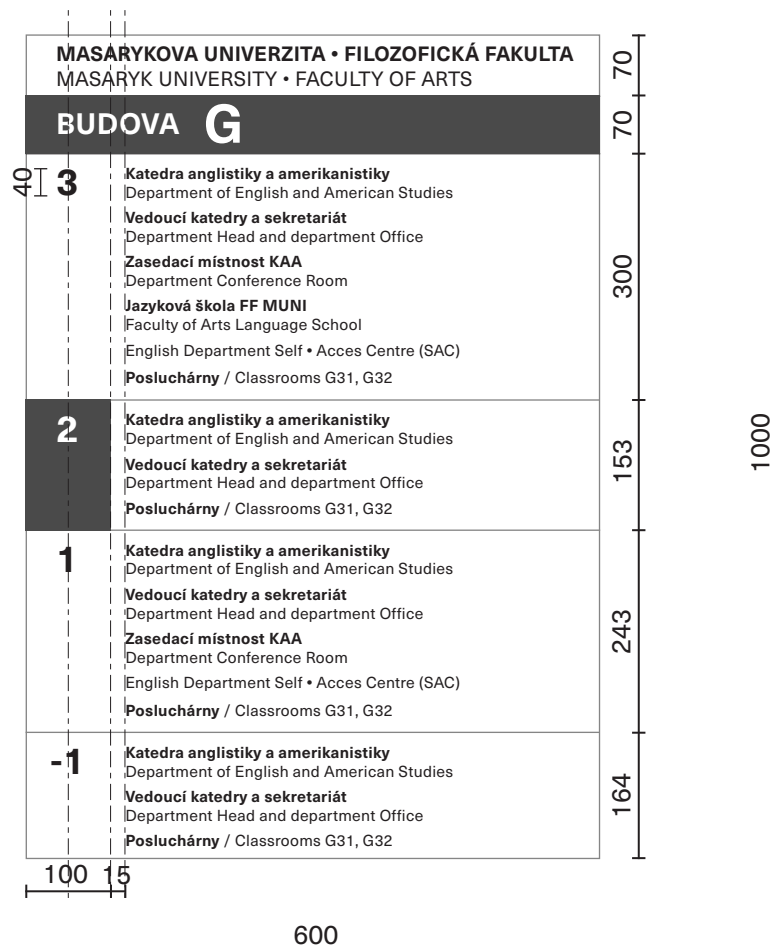 MASARYKOVA UNIVERZITA • FILOZOFICKÁ FAKULTA
MASARYK UNIVERSITY • FACULTY OF ARTS
70
BUDOVA G
70
40
3
Katedra anglistiky a amerikanistiky
Department of English and American Studies
Vedoucí katedry a sekretariát
Department Head and department Office
Zasedací místnost KAA
Department Conference Room
Jazyková škola FF MUNI
Faculty of Arts Language School
English Department Self • Acces Centre (SAC)
Posluchárny / Classrooms G31, G32
300
2
Katedra anglistiky a amerikanistiky
Department of English and American Studies
Vedoucí katedry a sekretariát
Department Head and department Office
Posluchárny / Classrooms G31, G32
153
1000
1
Katedra anglistiky a amerikanistiky
Department of English and American Studies
Vedoucí katedry a sekretariát
Department Head and department Office
Zasedací místnost KAA
Department Conference Room
English Department Self • Acces Centre (SAC)
Posluchárny / Classrooms G31, G32
243
-1
Katedra anglistiky a amerikanistiky
Department of English and American Studies
Vedoucí katedry a sekretariát
Department Head and department Office
Posluchárny / Classrooms G31, G32
164
100 15
600